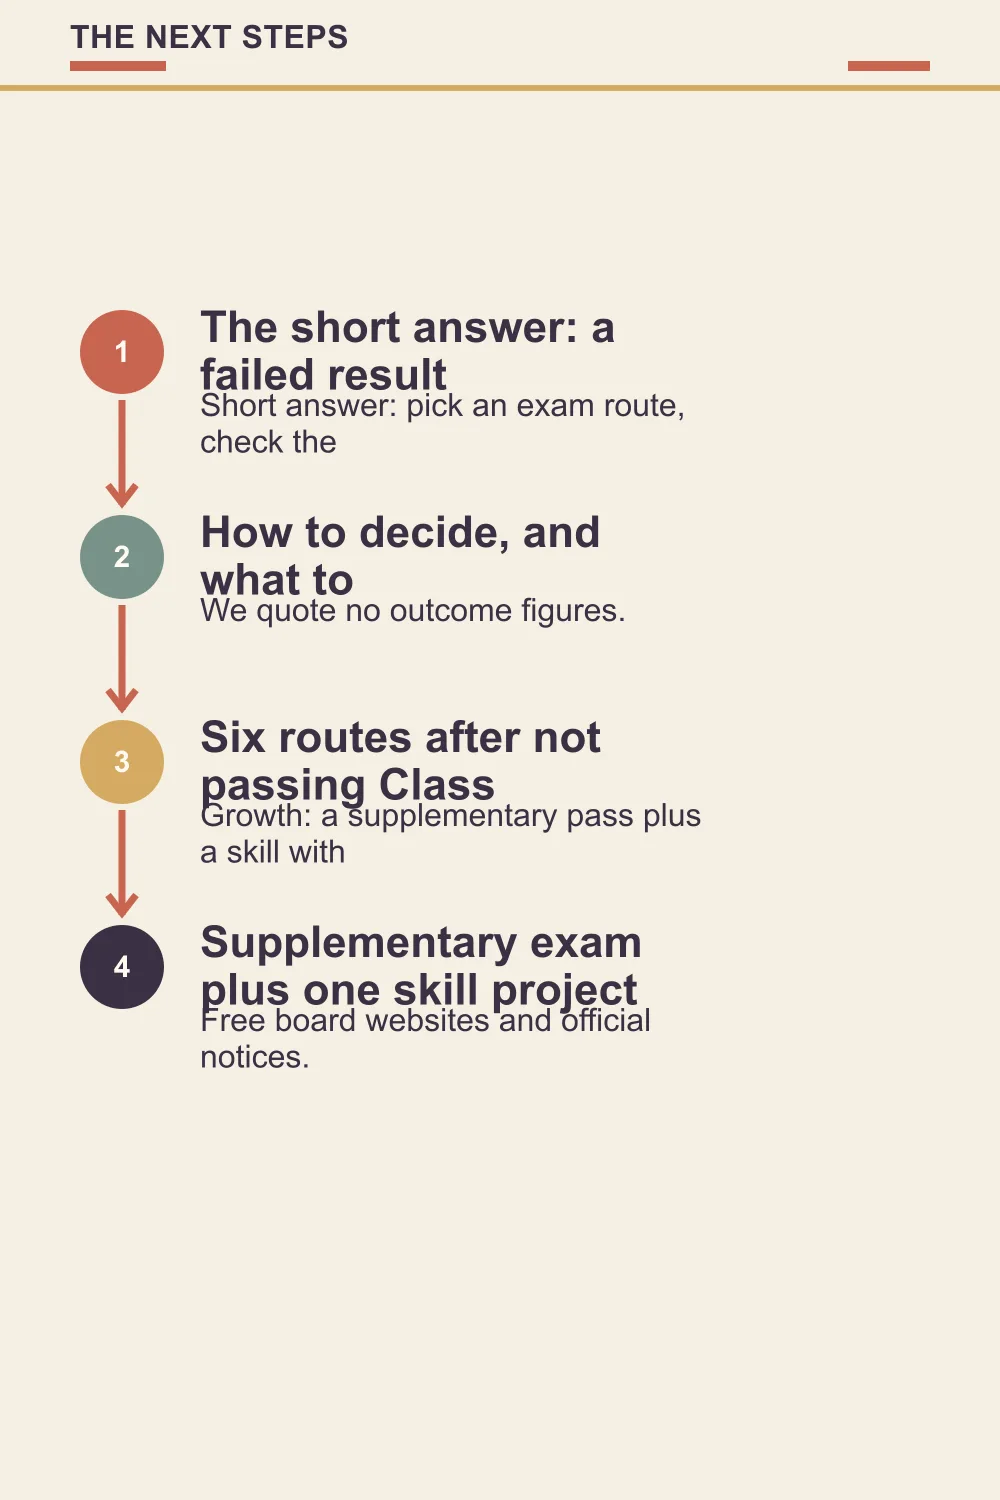 THE NEXT STEPS
1
The short answer: a
failed result
Short answer: pick an exam route,
check the
2
How to decide, and
what to
We quote no outcome figures.
3
Six routes after not
passing Class
Growth: a supplementary pass plus
a skill with
4
Supplementary exam
plus one skill project
Free board websites and official
notices.